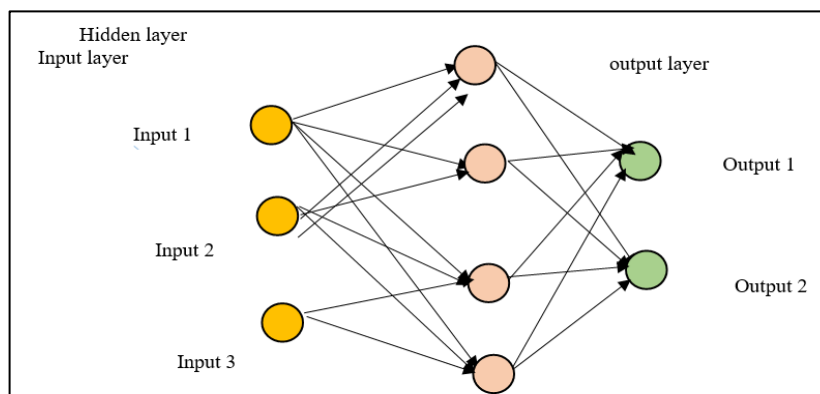 Hidden layer
Input layer
output layer
Input 1
Output 1
Input 2
Output 2
Input 3